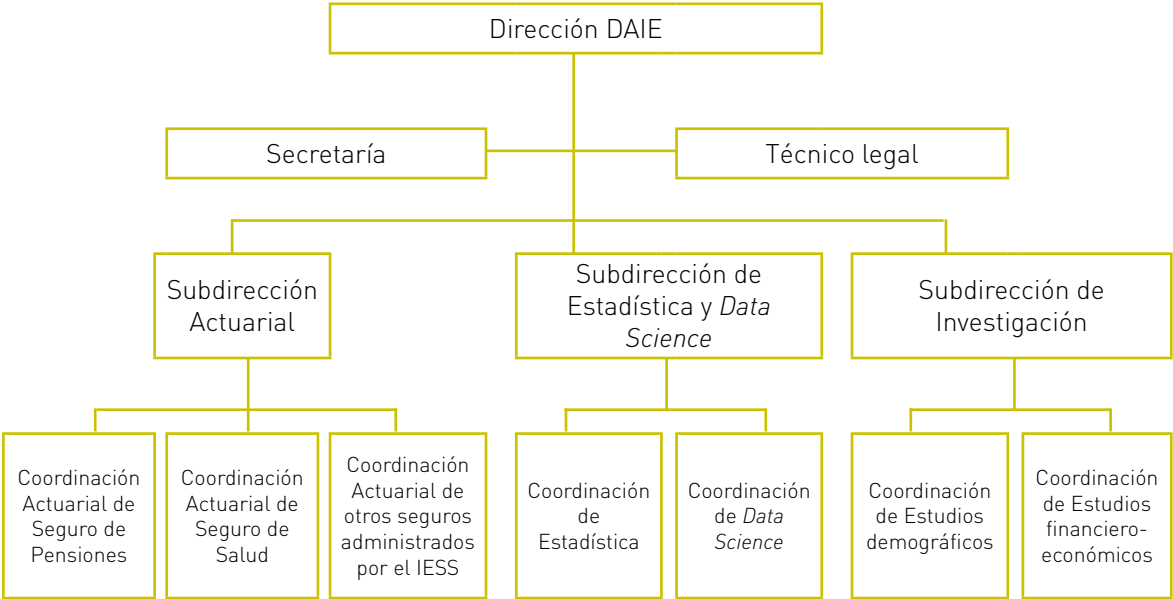 Dirección DAIE
Secretaría
Técnico legal
Subdirección
Actuarial
Subdirección de
Estadística y Data
Science
Subdirección de
Investigación
Coordinación
Actuarial de
Seguro de
Pensiones
Coordinación
Actuarial de
Seguro de
Salud
Coordinación
Actuarial de
otros seguros
administrados
por el IESS
Coordinación
de
Estadística
Coordinación
de Data
Science
Coordinación
de Estudios
demográficos
Coordinación
de Estudios
financiero-
económicos